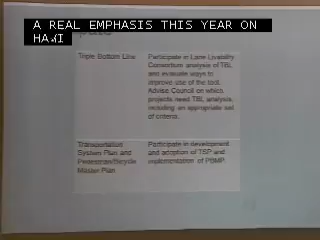 A REAL EMPHASIS THIS YEAR ON
Triple Bottom Line
Participate in Lane Livability
Consortium analysis of TBL
and evaluate ways to
improve use of the tool.
Advise Council on which
projects need TBL analysis,
including an appropriate set
of criteria.
Transportation
System Plan and
Pedestrian/Bicycle
Master Plan
Participate in development
and adoption of TSP and
implementation of PBMP.